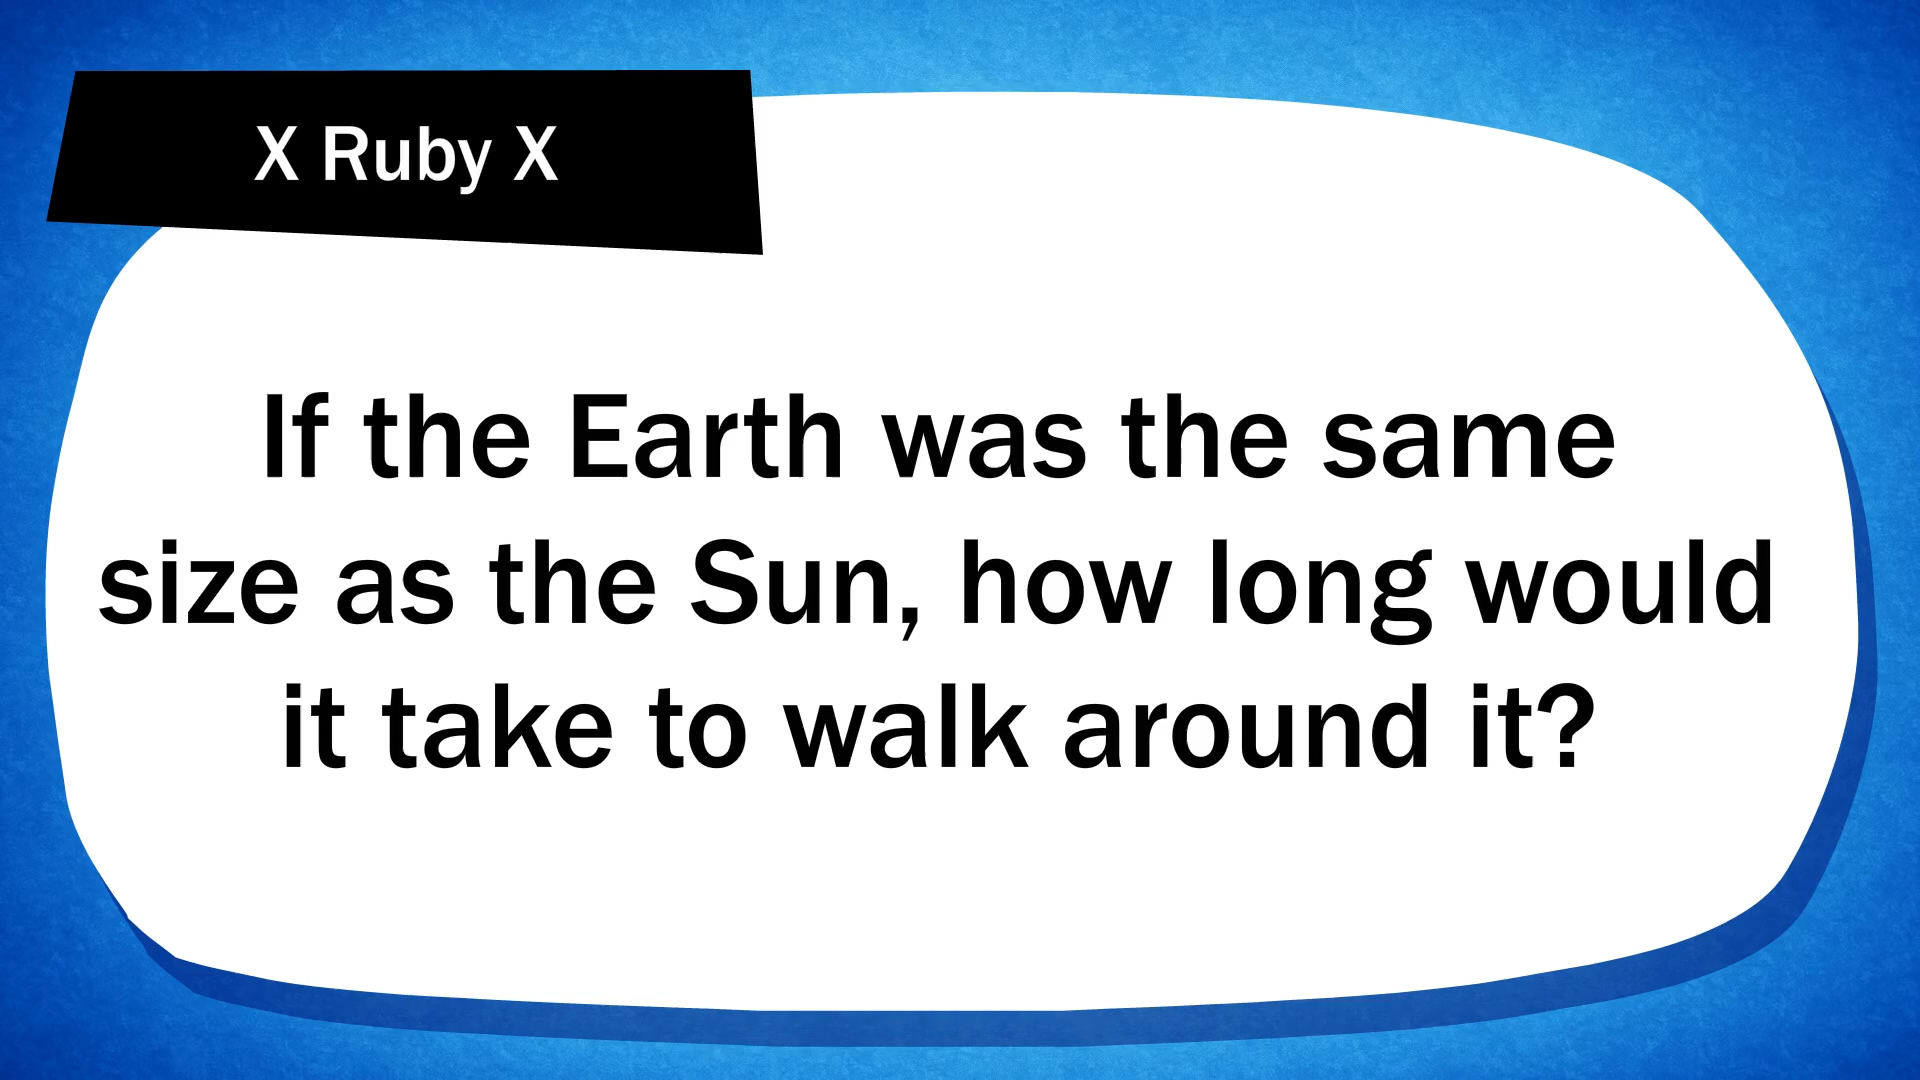 X Ruby X
If the Earth was the same
size as the Sun, how long would
it take to walk around it?